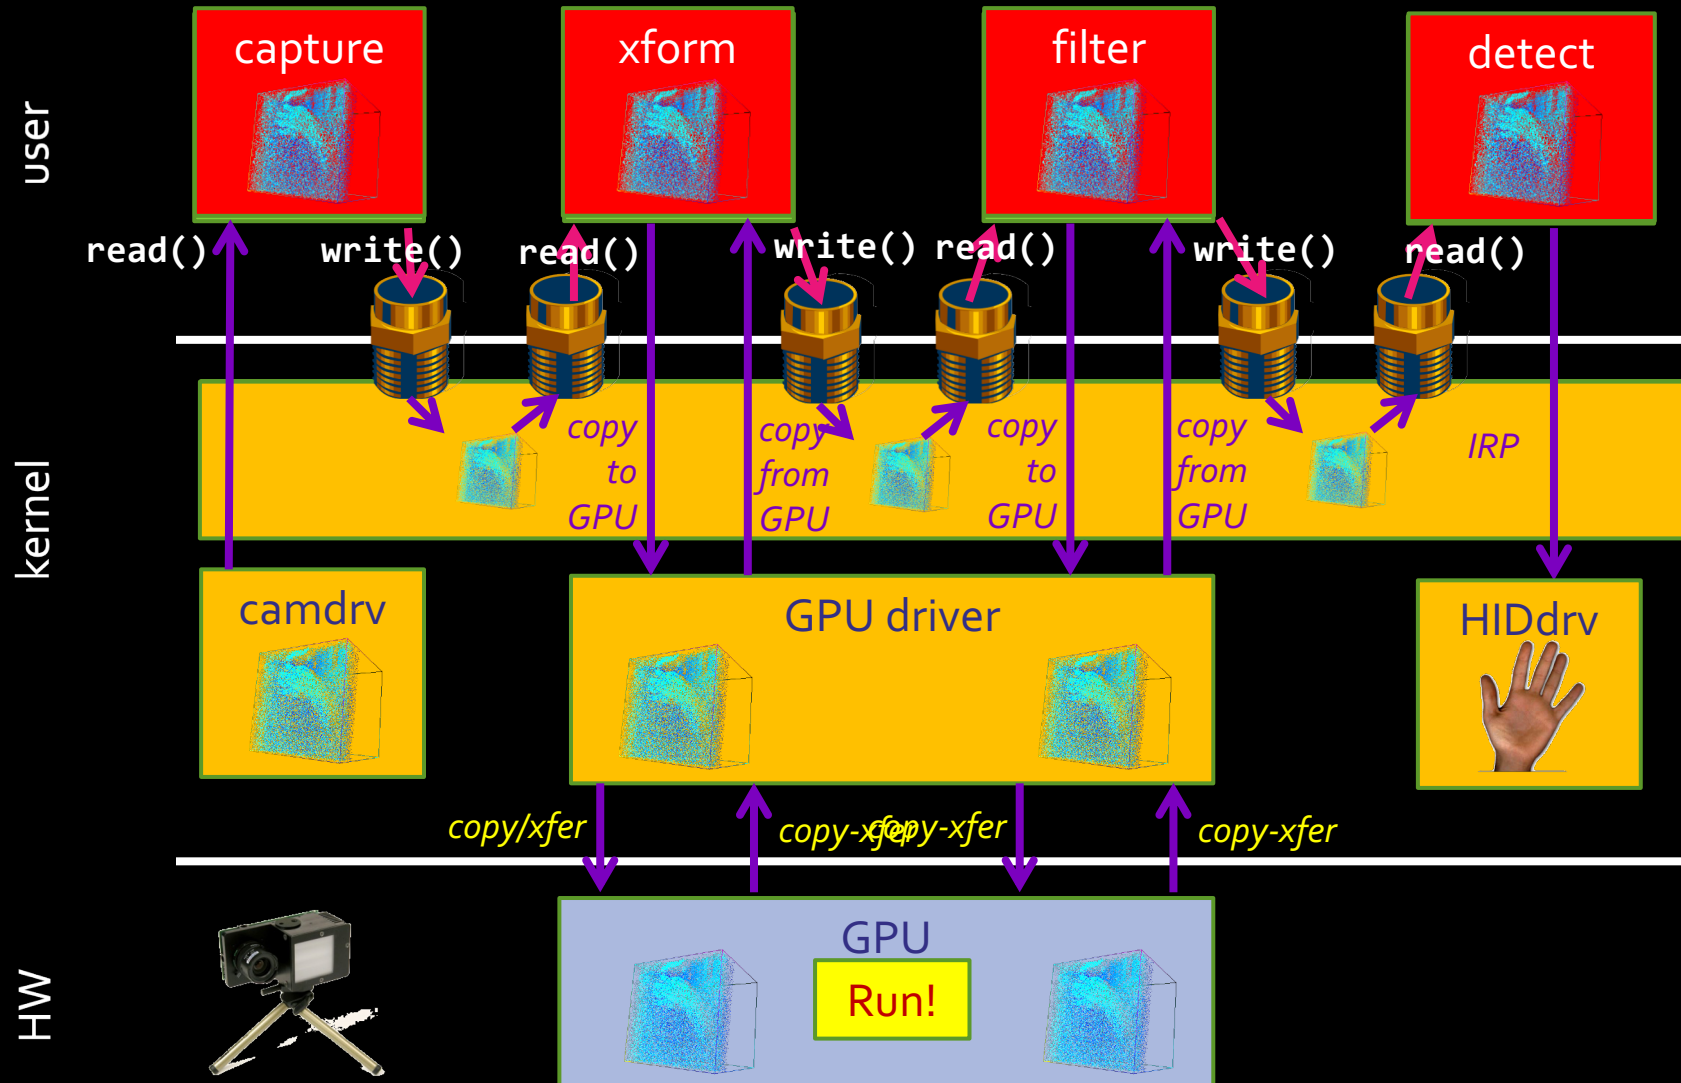 user
capture
xform
filter
detect
read()
write()
read()
write()
read()
write()
read()
kernel
copy
to
GPU
copy
from
GPU
copy
to
GPU
copy
from
GPU
IRP
camdrv
GPU driver
HIDdrv
copy/xfer
copy-xfer
copy-xfer
copy-xfer
HW
GPU
Run!